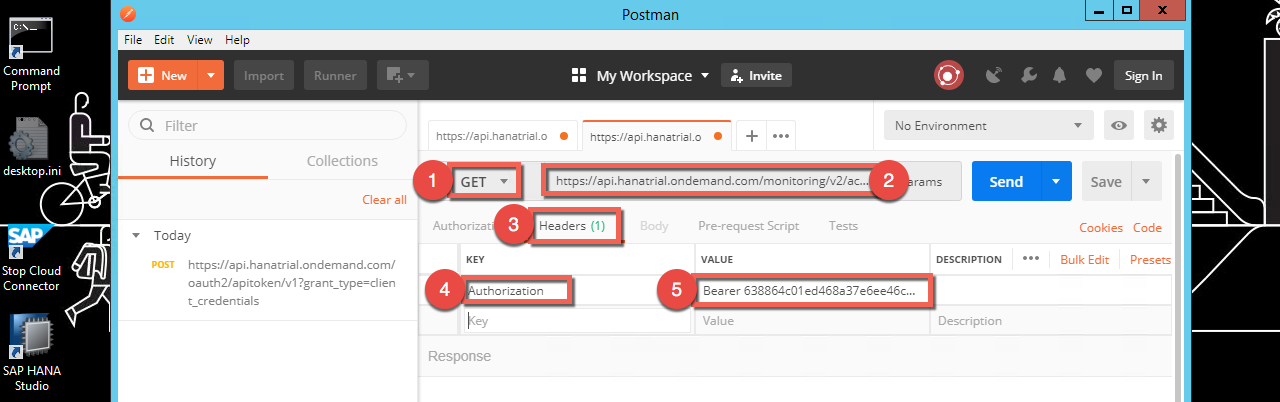 Postman
File Edit View Help
New Import Runner My Workspace Invite Sign In
Command
Prompt
desktop.ini
SAP
Stop Cloud
Connector
SAP HANA
Studio
Filter
History Collections
Clear all
Today
POST https://api.hanatrial.ondemand.com/
oauth2/apitoken/v1?grant_type=clien
t_credentials
https://api.hanatrial.o https://api.hanatrial.o
No Environment
1 GET https://api.hanatrial.ondemand.com/monitoring/v2/ac... 2 Send Save
3 Headers (1) Body Pre-request Script Tests Cookies Code
KEY VALUE DESCRIPTION Bulk Edit Presets
4 Authorization 5 Bearer 638864c01ed468a37e6ee46c...
Key Value Description
Response